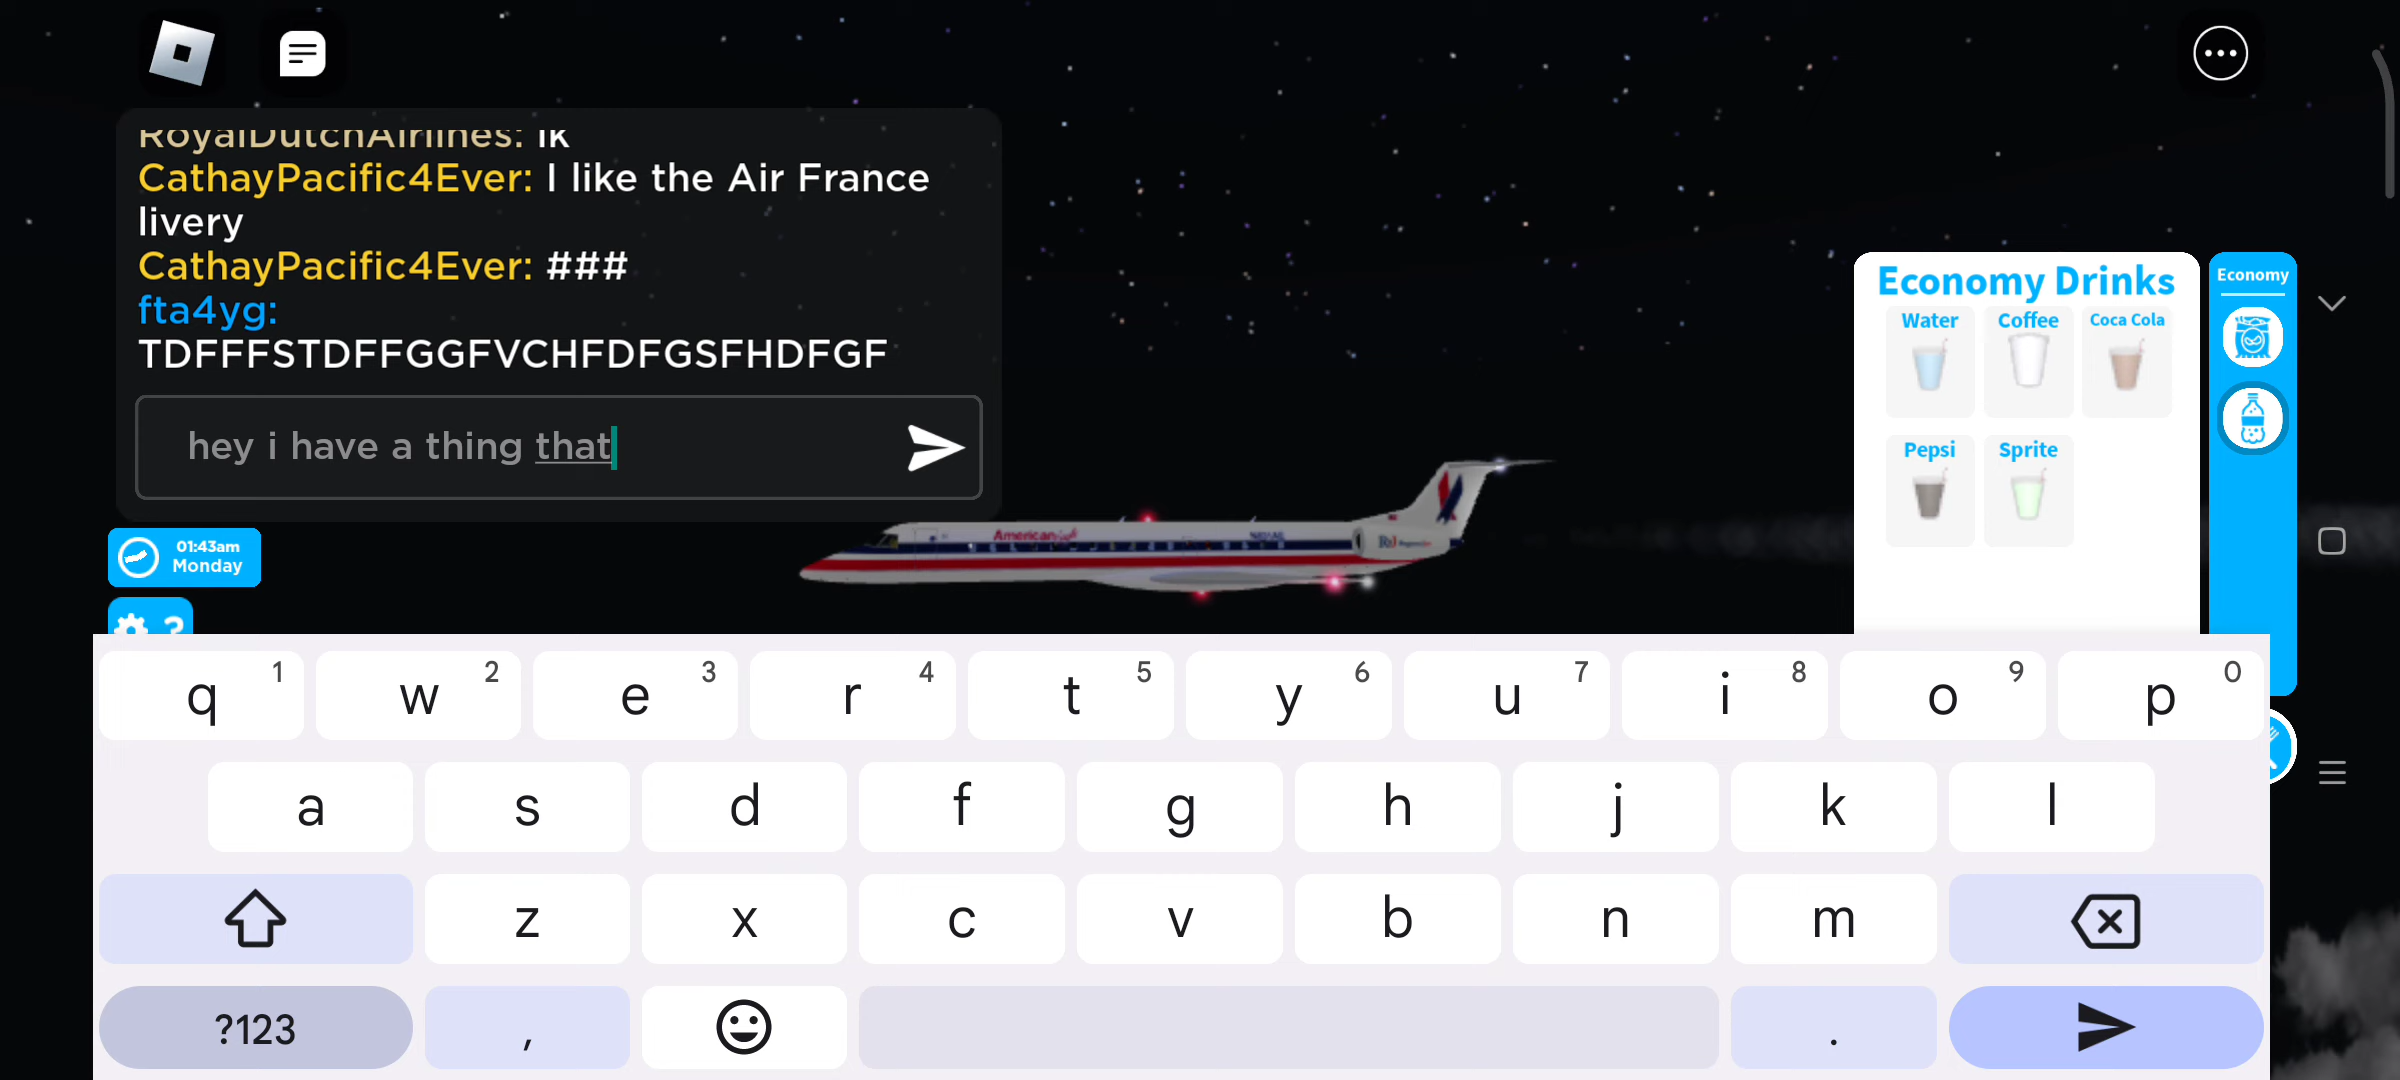 RoyalDutchAirlines: ik
CathayPacific4Ever: I like the Air France
livery
CathayPacific4Ever: ###
fta4yg:
TDFFFSTDFFGGFVCHFDFGSFHDFGF
hey i have a thing that
01:43am
Monday
?
American
Economy Drinks
Water Coffee Coca Cola
Pepsi Sprite
Economy
q 1 w 2 e 3 r 4 t 5 y 6 u 7 i 8 o 9 p 0
a s d f g h j k l
z x c v b n m
?123 , .